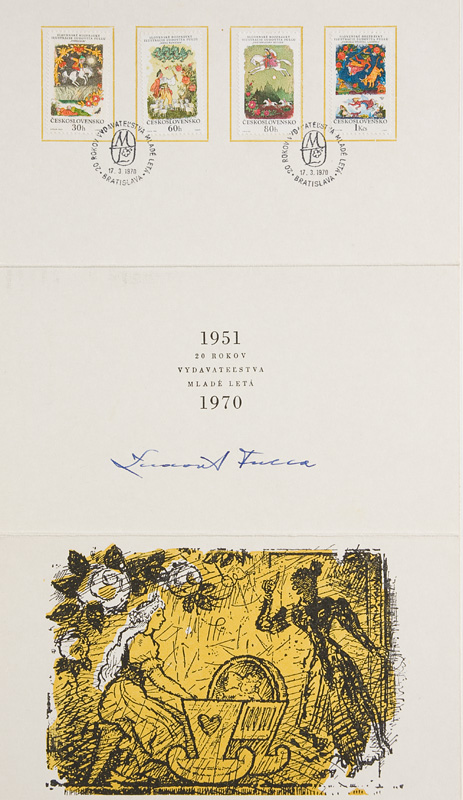 ČESKOSLOVENSKO
30h
ČESKOSLOVENSKO
60h
ČESKOSLOVENSKO
80h
ČESKOSLOVENSKO
1Kčs
20 ROKOV VYDAVATEĽSTVA MLADÉ LETÁ
17. 3. 1970
BRATISLAVA
20 ROKOV VYDAVATEĽSTVA MLADÉ LETÁ
17. 3. 1970
BRATISLAVA
1951
20 ROKOV
VYDAVATEĽSTVA
MLADÉ LETÁ
1970
Ľudovít Fulla